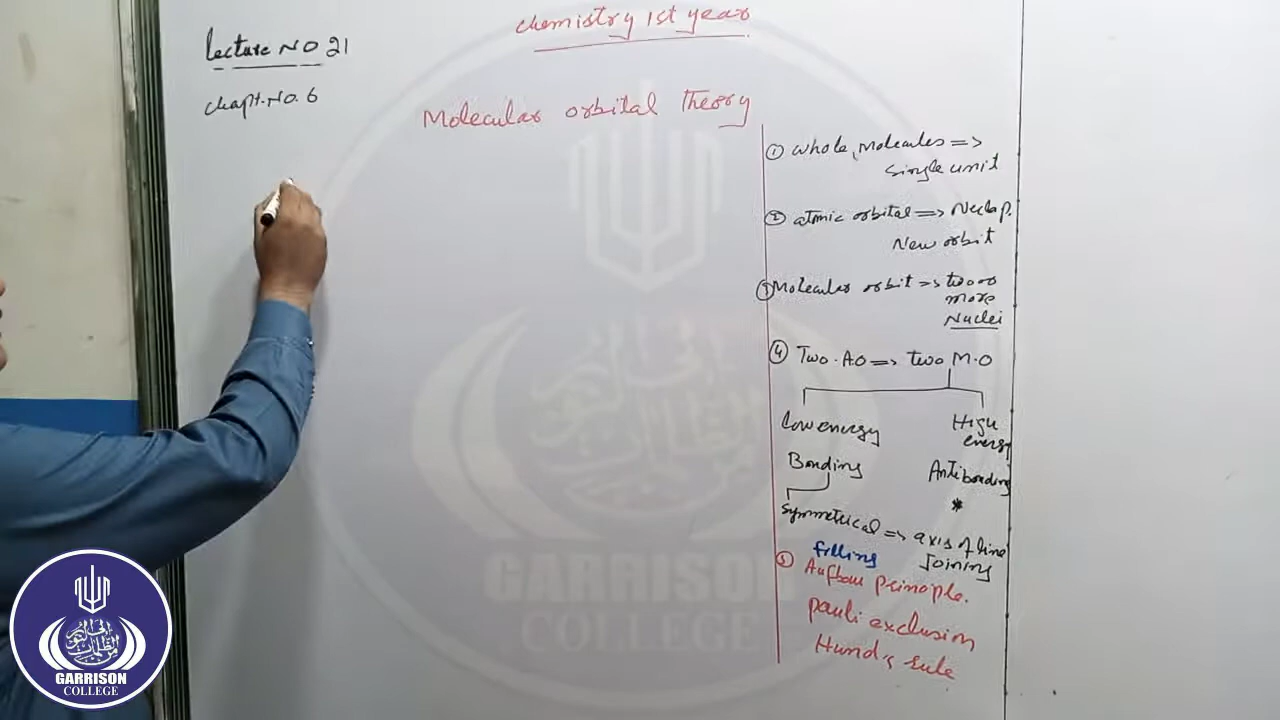 chemistry 1st year
Lecture NO 21
chapt. NO. 6
Molecular orbital Theory
① whole, Molecules =>
single unit
② atomic orbital =>
New orbit
③ Molecular orbit => two or
more
Nuclei
④ Two. AO => two M.O
Low energy
High
energy
Bonding
Antibonding
*
Symmetrical => axis of line
Joining
filling
⑤ Aufbau principle.
pauli exclusion
Hund's rule
GARRISON
COLLEGE
GARRISON
COLLEGE